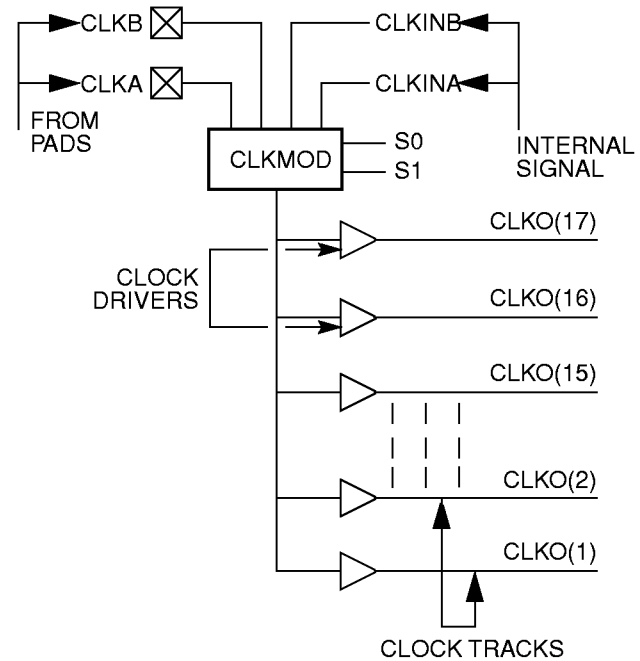 CLKB
CLKINB
CLKA
CLKINA
FROM
PADS
CLKMOD
S0
S1
INTERNAL
SIGNAL
CLKO(17)
CLOCK
DRIVERS
CLKO(16)
CLKO(15)
CLKO(2)
CLKO(1)
CLOCK TRACKS